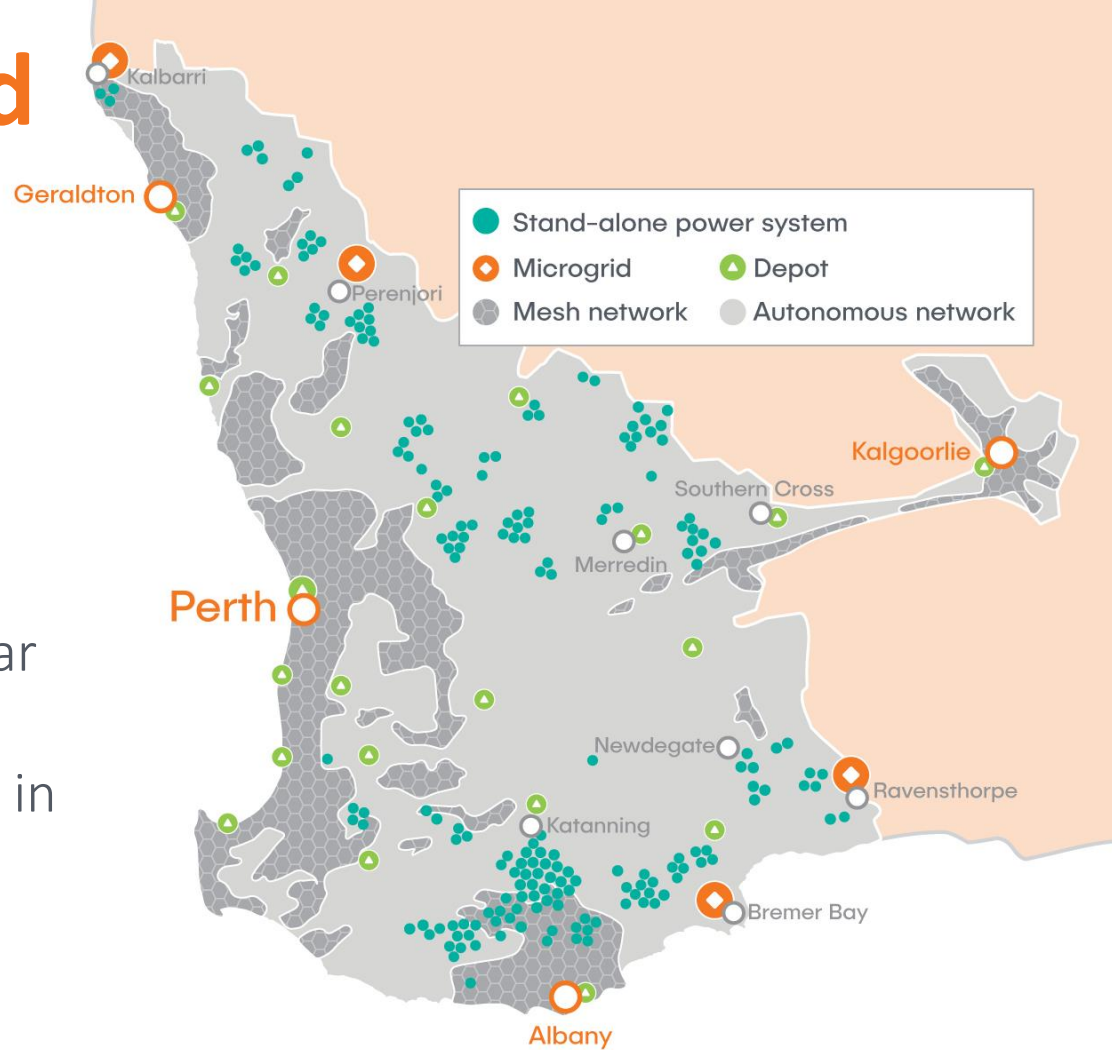 d
Kalbarri
Geraldton
Stand-alone power system
Microgrid
Depot
Perenjori
Mesh network
Autonomous network
Kalgoorlie
Southern Cross
Merredin
Perth
ar
Newdegate
in
Ravensthorpe
Katanning
Bremer Bay
Albany